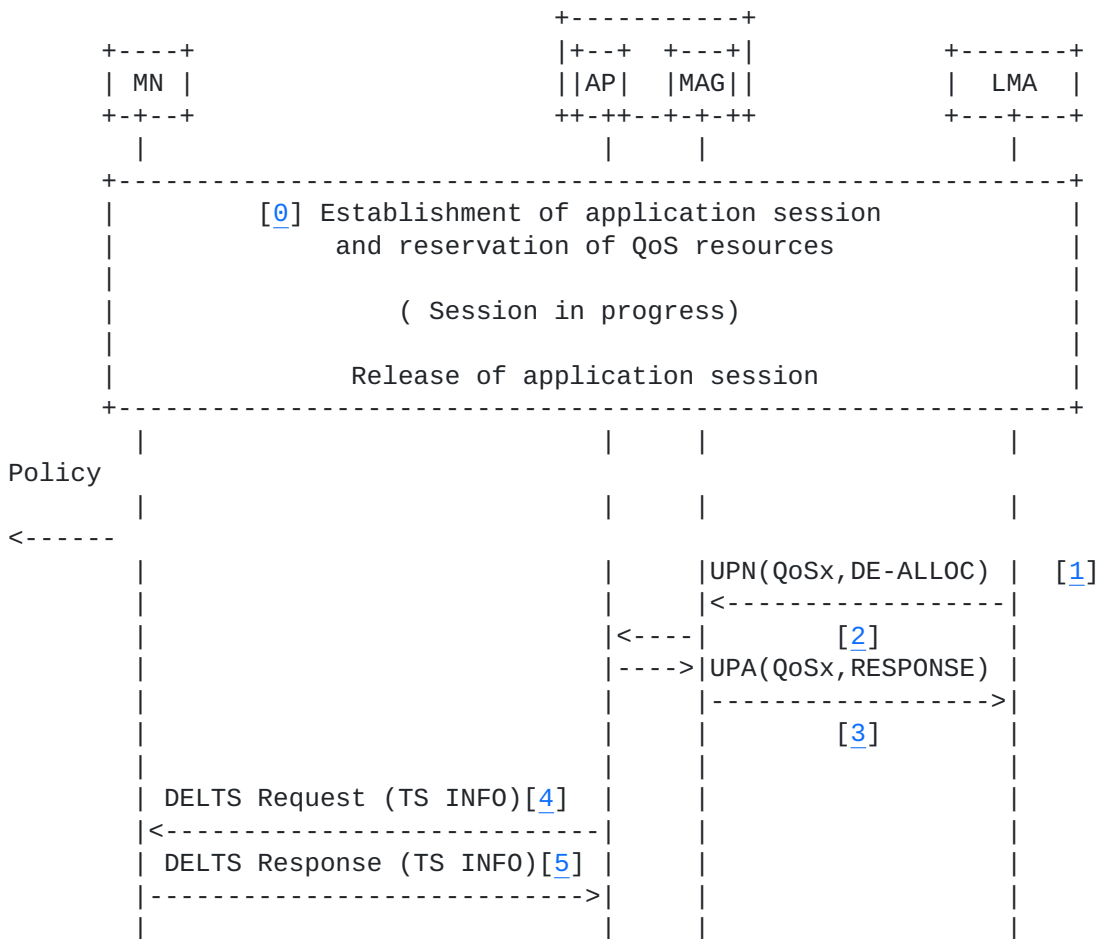 +-----------+
      +----+                       |+--+  +---+|            +-------+
      | MN |                       ||AP|  |MAG||            |  LMA  |
      +-+--+                       ++-++--+-+-++            +---+---+
        |                             |     |                   |
      +-------------------------------------------------------------+
      |         [0] Establishment of application session            |
      |              and reservation of QoS resources               |
      |                                                             |
      |                  ( Session in progress)                     |
      |                                                             |
      |               Release of application session                |
      +-------------------------------------------------------------+
        |                             |     |                   |
Policy
        |                             |     |                   |
<------
        |                             |     |UPN(QoSx,DE-ALLOC) |  [1]
        |                             |     |<------------------|
        |                             |<----|        [2]        |
        |                             |---->|UPA(QoSx,RESPONSE) |
        |                             |     |------------------>|
        |                             |     |        [3]        |
        |                             |     |                   |
        | DELTS Request (TS INFO)[4]  |     |                   |
        |<----------------------------|     |                   |
        | DELTS Response (TS INFO)[5] |     |                   |
        |---------------------------->|     |                   |
        |                             |     |                   |